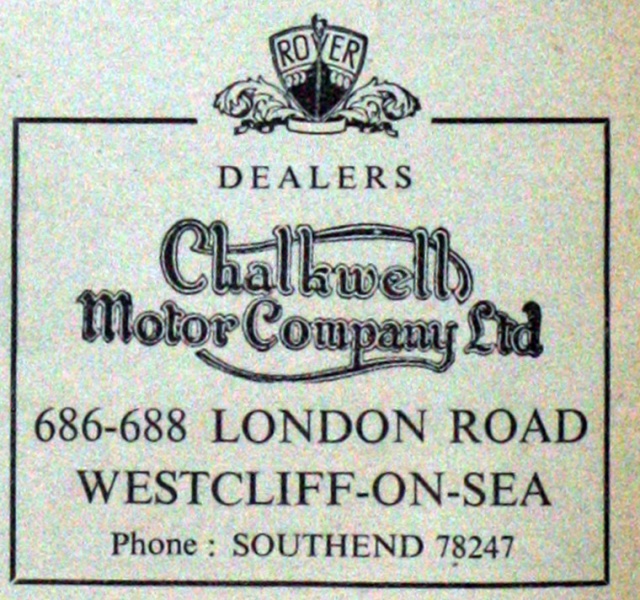 ROVER
DEALERS
Chalkwell
Motor Company Ltd
686-688 LONDON ROAD
WESTCLIFF-ON-SEA
Phone : SOUTHEND 78247